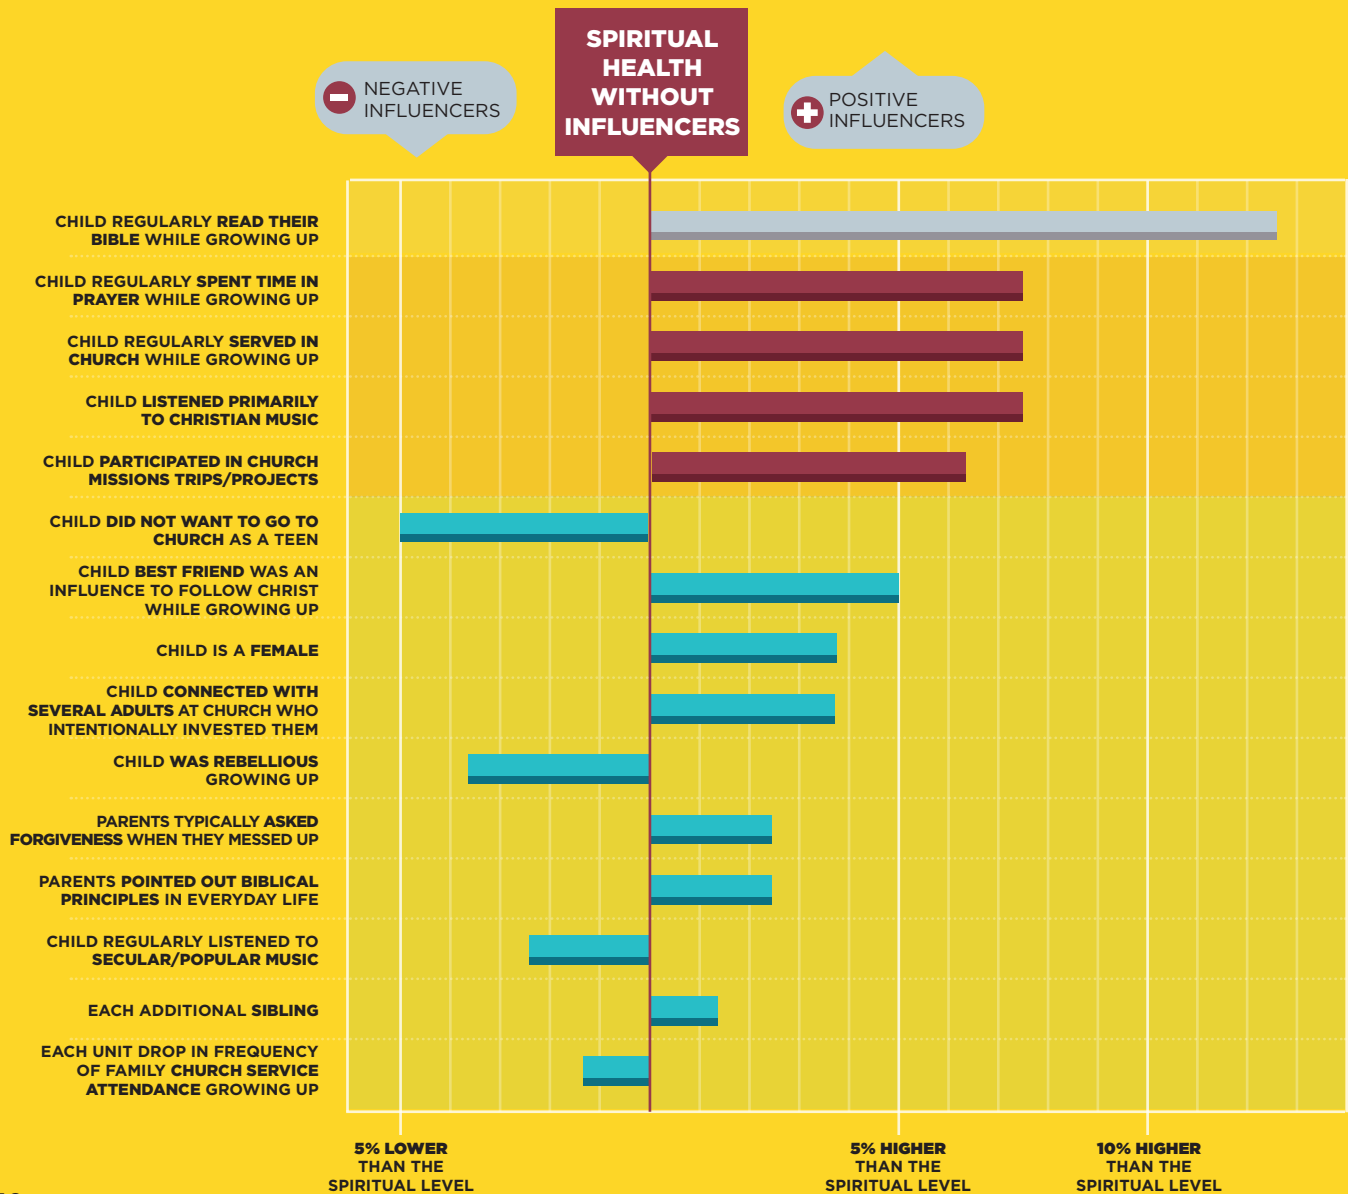 SPIRITUAL
HEALTH
WITHOUT
INFLUENCERS
NEGATIVE
INFLUENCERS
POSITIVE
INFLUENCERS
CHILD REGULARLY READ THEIR
BIBLE WHILE GROWING UP
CHILD REGULARLY SPENT TIME IN
PRAYER WHILE GROWING UP
CHILD REGULARLY SERVED IN
CHURCH WHILE GROWING UP
CHILD LISTENED PRIMARILY
TO CHRISTIAN MUSIC
CHILD PARTICIPATED IN CHURCH
MISSIONS TRIPS/PROJECTS
CHILD DID NOT WANT TO GO TO
CHURCH AS A TEEN
CHILD BEST FRIEND WAS AN
INFLUENCE TO FOLLOW CHRIST
WHILE GROWING UP
CHILD IS A FEMALE
CHILD CONNECTED WITH
SEVERAL ADULTS AT CHURCH WHO
INTENTIONALLY INVESTED THEM
CHILD WAS REBELLIOUS
GROWING UP
PARENTS TYPICALLY ASKED
FORGIVENESS WHEN THEY MESSED UP
PARENTS POINTED OUT BIBLICAL
PRINCIPLES IN EVERYDAY LIFE
CHILD REGULARLY LISTENED TO
SECULAR/POPULAR MUSIC
EACH ADDITIONAL SIBLING
EACH UNIT DROP IN FREQUENCY
OF FAMILY CHURCH SERVICE
ATTENDANCE GROWING UP
5% LOWER
THAN THE
SPIRITUAL LEVEL
5% HIGHER
THAN THE
SPIRITUAL LEVEL
10% HIGHER
THAN THE
SPIRITUAL LEVEL